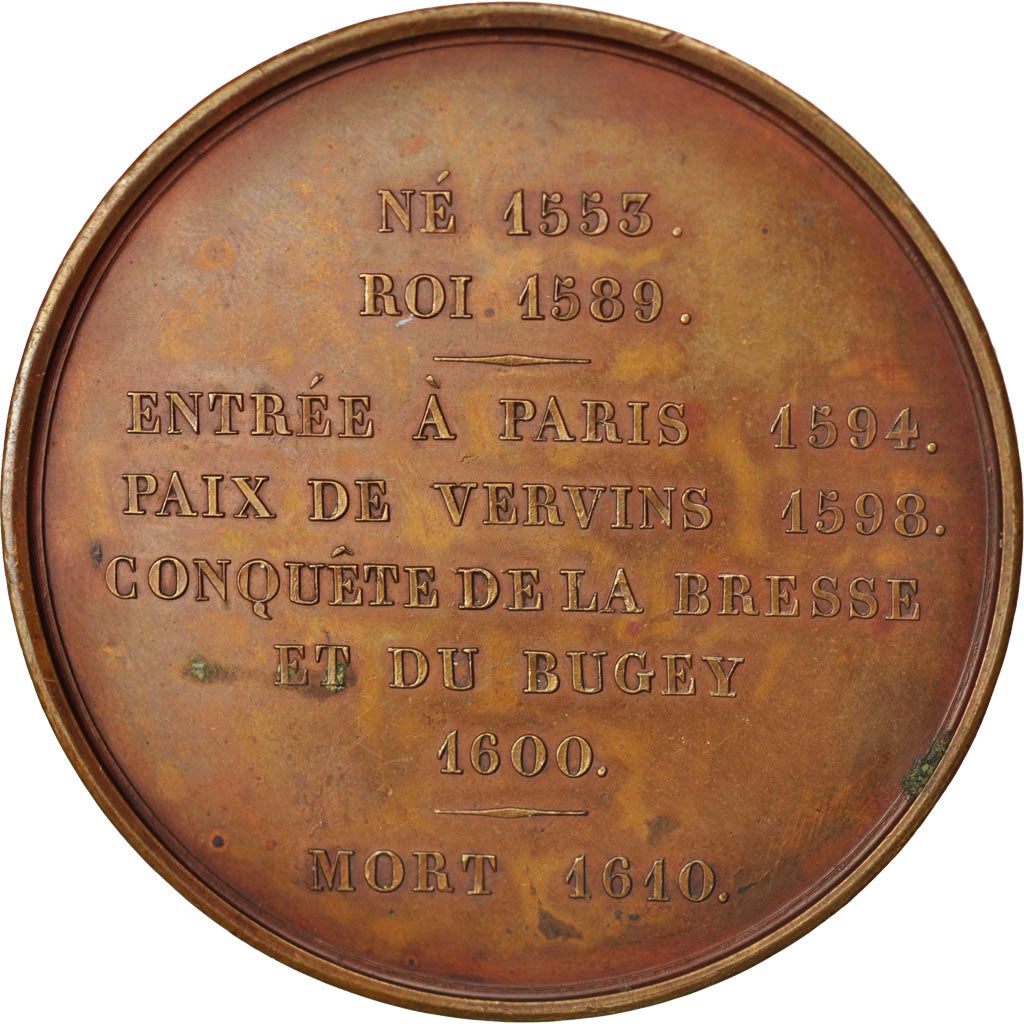 NÉ 1553.
ROI 1589.
ENTRÉE À PARIS 1594.
PAIX DE VERVINS 1598.
CONQUÊTE DE LA BRESSE
ET DU BUGEY
1600.
MORT 1610.